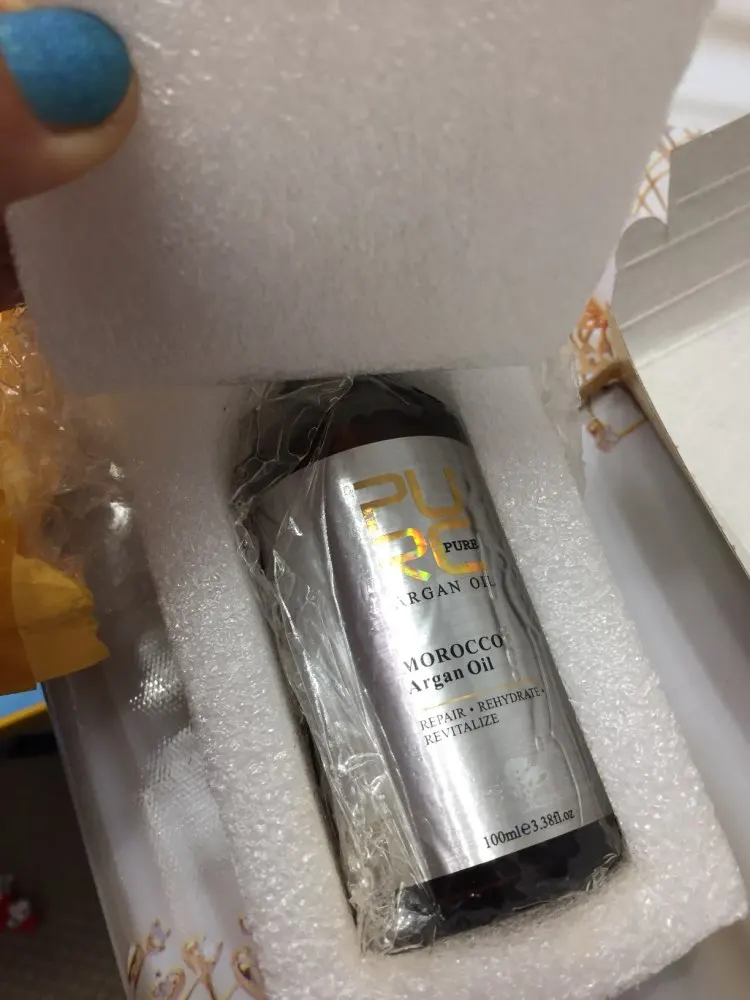 PU
RC
PURE
ARGAN OIL
MOROCCO
Argan Oil
REPAIR • REHYDRATE •
REVITALIZE
100ml℮3.38fl.oz